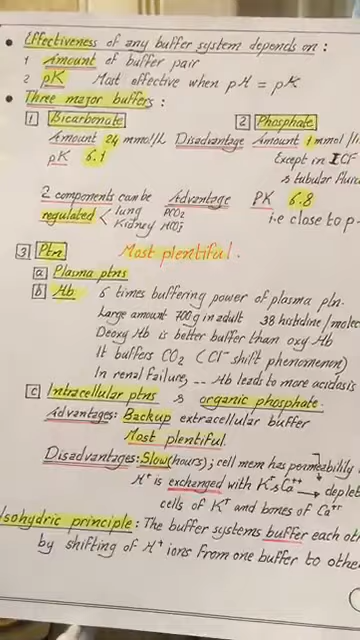 • Effectiveness of any buffer system depends on:
1 Amount of buffer pair
2 pK Most effective when pH = pK
• Three major buffers:
1 Bicarbonate 2 Phosphate
Amount 24 mmol/L Disadvantage Amount 1 mmol/li
pK 6.1 Except in ICF
& tubular fluid
2 components can be Advantage PK 6.8
regulated < lung PCO2 i.e close to p-
Kidney HCO3
3 Ptn Most plentiful.
a Plasma ptns
b Hb 6 times buffering power of plasma ptn.
Large amount 700g in adult 38 histidine/molec
Deoxy Hb is better buffer than oxy Hb
It buffers CO2 (Cl- shift phenomenon)
In renal failure, -- Hb leads to more acidosis
c Intracellular ptns & organic phosphate.
Advantages: Backup extracellular buffer
Most plentiful.
Disadvantages: Slow (hours); cell mem has permeability
H+ is exchanged with K+ & Ca++ → deplet
cells of K+ and bones of Ca++
Isohydric principle: The buffer systems buffer each oth
by shifting of H+ ions from one buffer to other